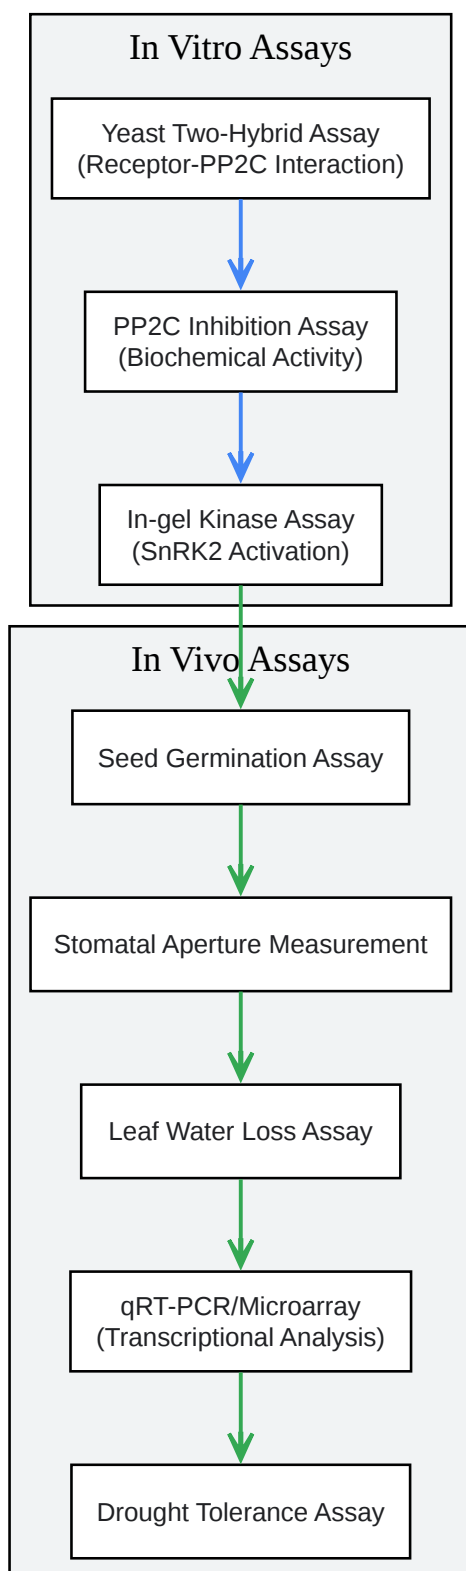 In Vitro Assays
Yeast Two-Hybrid Assay
(Receptor-PP2C Interaction)
PP2C Inhibition Assay
(Biochemical Activity)
In-gel Kinase Assay
(SnRK2 Activation)
In Vivo Assays
Seed Germination Assay
Stomatal Aperture Measurement
Leaf Water Loss Assay
qRT-PCR/Microarray
(Transcriptional Analysis)
Drought Tolerance Assay